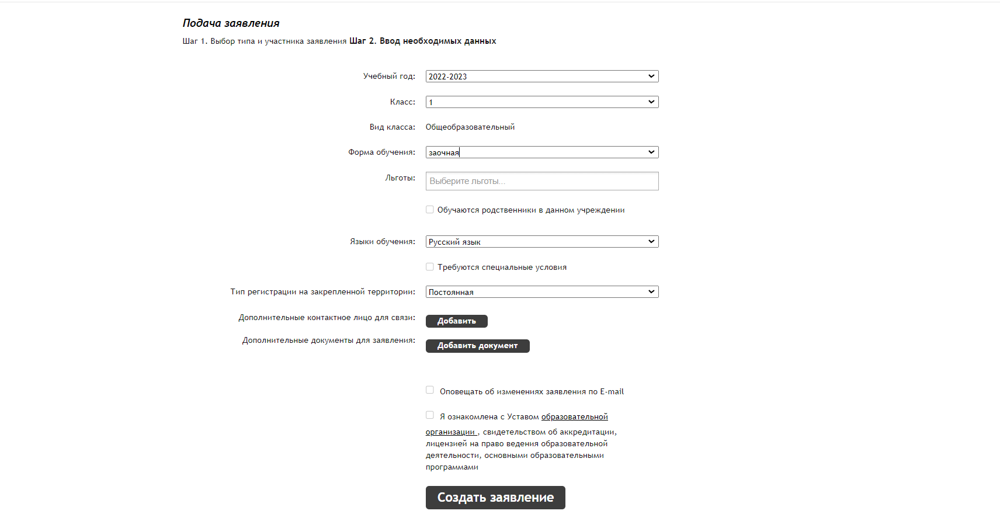 Подача заявления
Шаг 1. Выбор типа и участника заявления Шаг 2. Ввод необходимых данных
Учебный год: 2022-2023
Класс: 1
Вид класса: Общеобразовательный
Форма обучения: заочная
Льготы: Выберите льготы...
Обучаются родственники в данном учреждении
Языки обучения: Русский язык
Требуются специальные условия
Тип регистрации на закрепленной территории: Постоянная
Дополнительные контактное лицо для связи: Добавить
Дополнительные документы для заявления: Добавить документ
Оповещать об изменениях заявления по E-mail
Я ознакомлена с Уставом образовательной
организации , свидетельством об аккредитации,
лицензией на право ведения образовательной
деятельности, основными образовательными
программами
Создать заявление